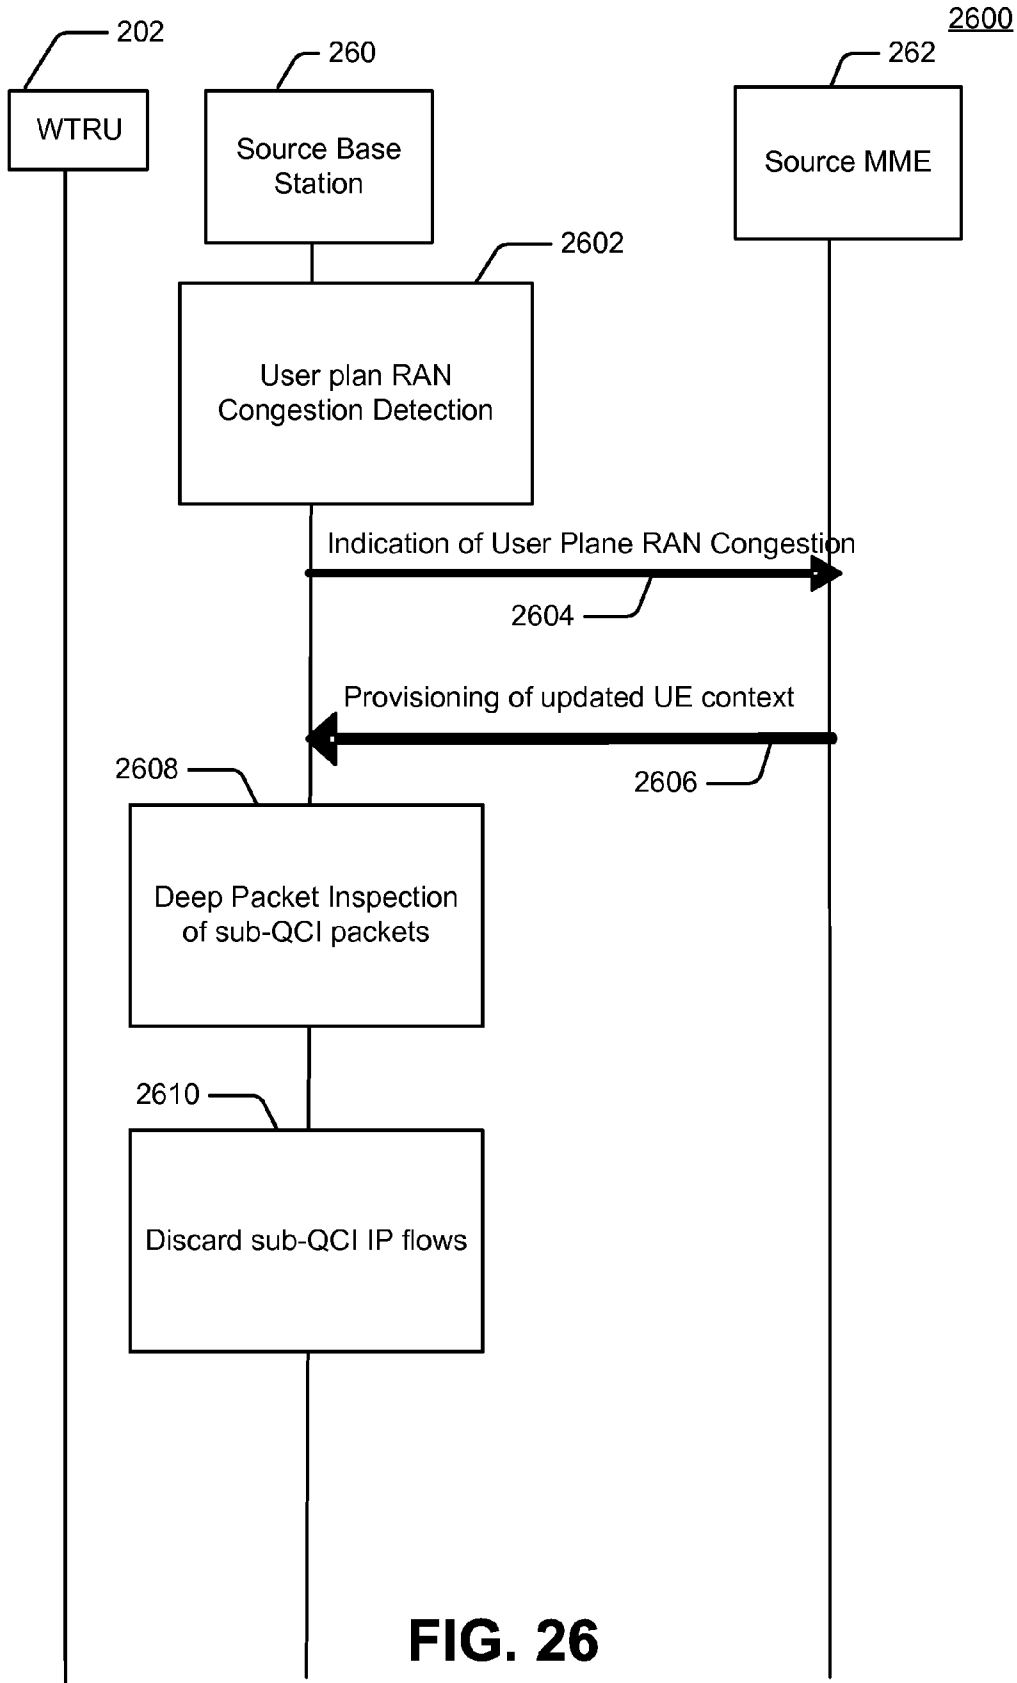 2600
202
260
262
WTRU
Source Base
Station
Source MME
2602
User plan RAN
Congestion Detection
Indication of User Plane RAN Congestion
2604
Provisioning of updated UE context
2606
2608
Deep Packet Inspection
of sub-QCI packets
2610
Discard sub-QCI IP flows
FIG. 26